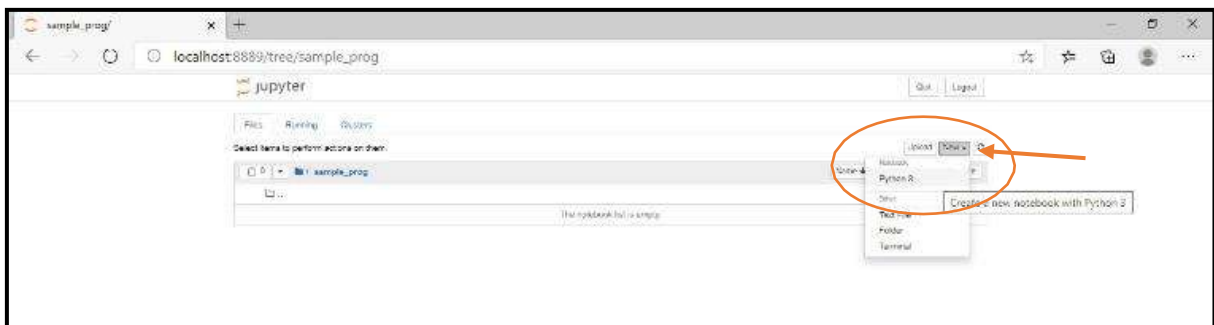 sample_prog/
localhost:8889/tree/sample_prog
jupyter
Quit Logout
Files Running Clusters
Select items to perform actions on them.
Upload New
0 / sample_prog
Name
Notebook
Python 3
..
Other
Create a new notebook with Python 3
The notebook list is empty.
Text File
Folder
Terminal